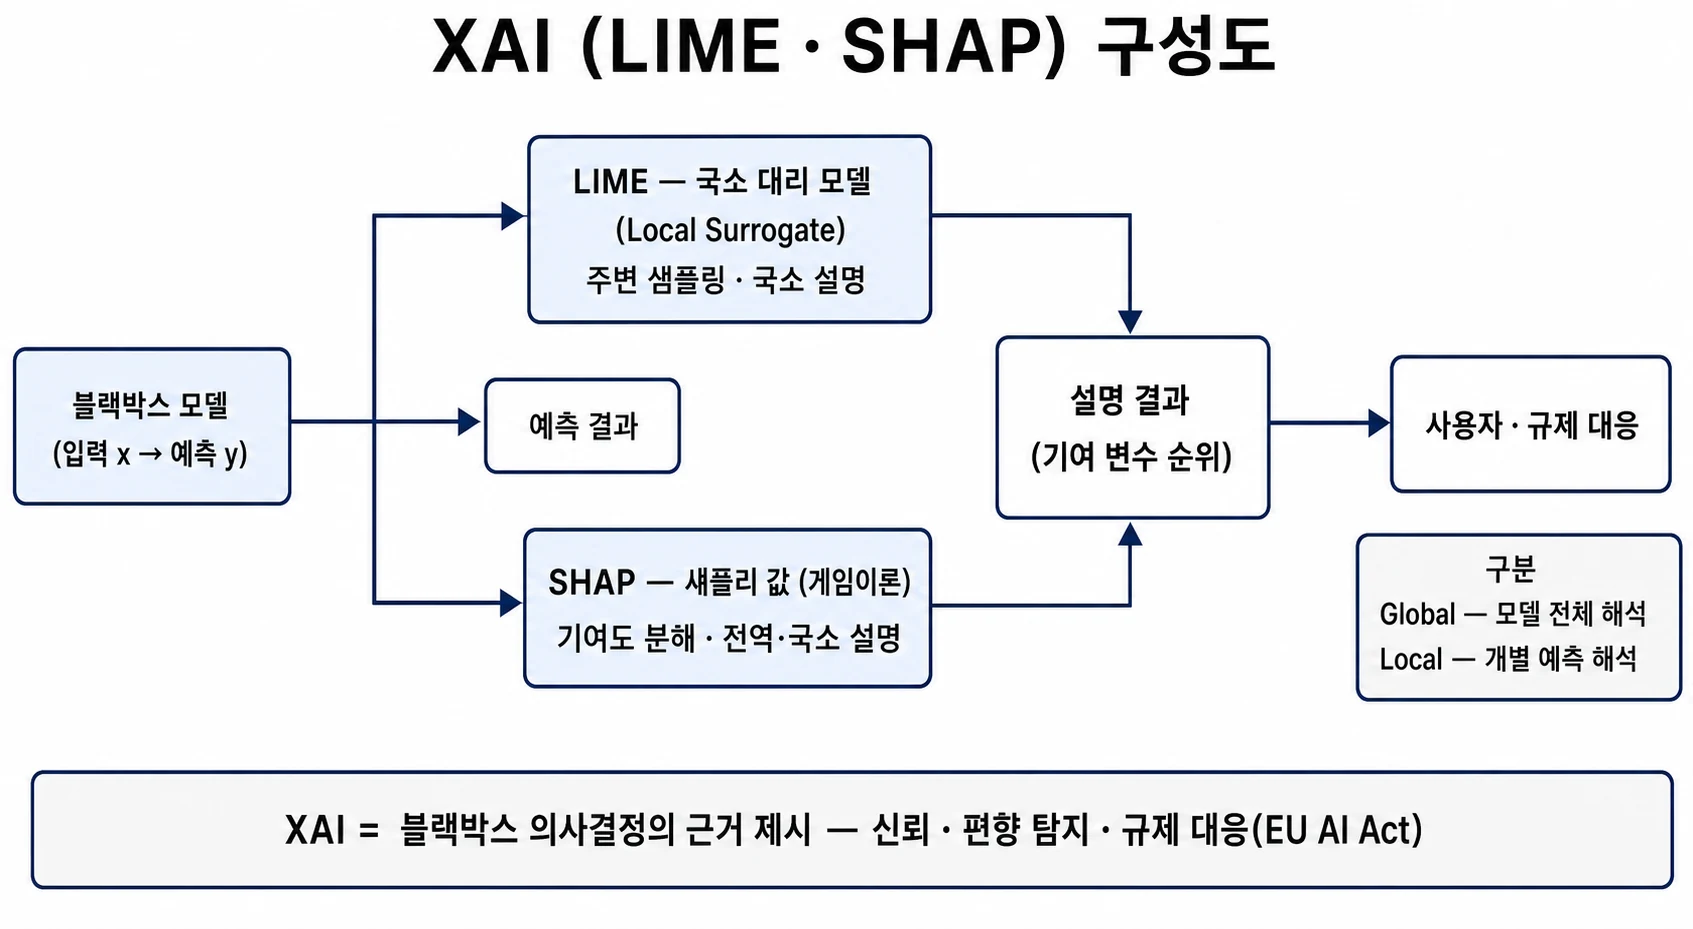 XAI (LIME · SHAP) 구성도
LIME — 국소 대리 모델
(Local Surrogate)
주변 샘플링 · 국소 설명
블랙박스 모델
(입력 x → 예측 y)
예측 결과
설명 결과
(기여 변수 순위)
사용자 · 규제 대응
SHAP — 섀플리 값 (게임이론)
기여도 분해 · 전역·국소 설명
구분
Global — 모델 전체 해석
Local — 개별 예측 해석
XAI = 블랙박스 의사결정의 근거 제시 — 신뢰 · 편향 탐지 · 규제 대응(EU AI Act)